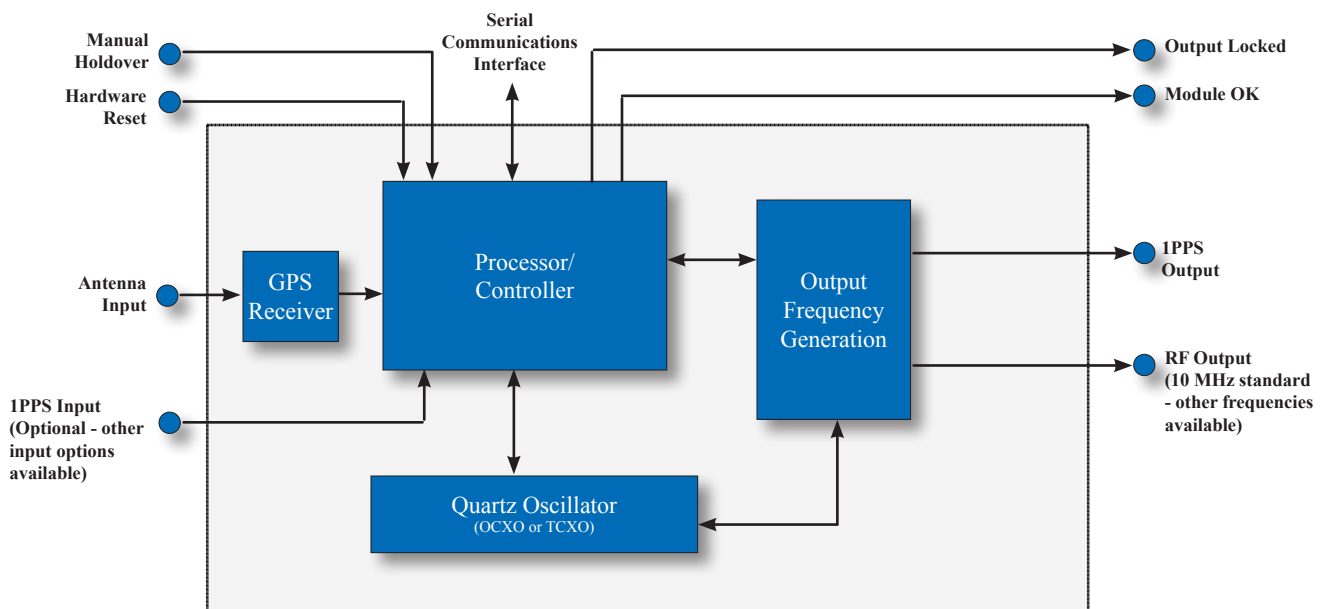 Manual
Holdover
Hardware
Reset
Serial
Communications
Interface
Output Locked
Module OK
Processor/
Controller
GPS
Receiver
Antenna
Input
Output
Frequency
Generation
1PPS
Output
RF Output
(10 MHz standard
- other frequencies
available)
1PPS Input
(Optional - other
input options
available)
Quartz Oscillator
(OCXO or TCXO)